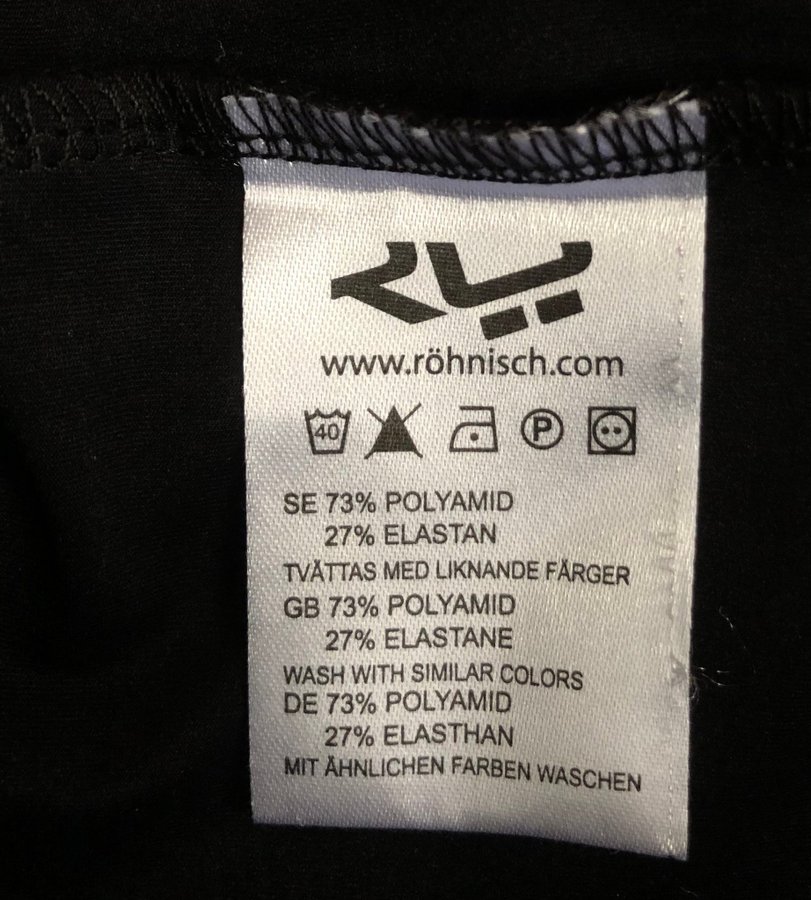 www.röhnisch.com
40 P
SE 73% POLYAMID
27% ELASTAN
TVÄTTAS MED LIKNANDE FÄRGER
GB 73% POLYAMID
27% ELASTANE
WASH WITH SIMILAR COLORS
DE 73% POLYAMID
27% ELASTHAN
MIT ÄHNLICHEN FARBEN WASCHEN